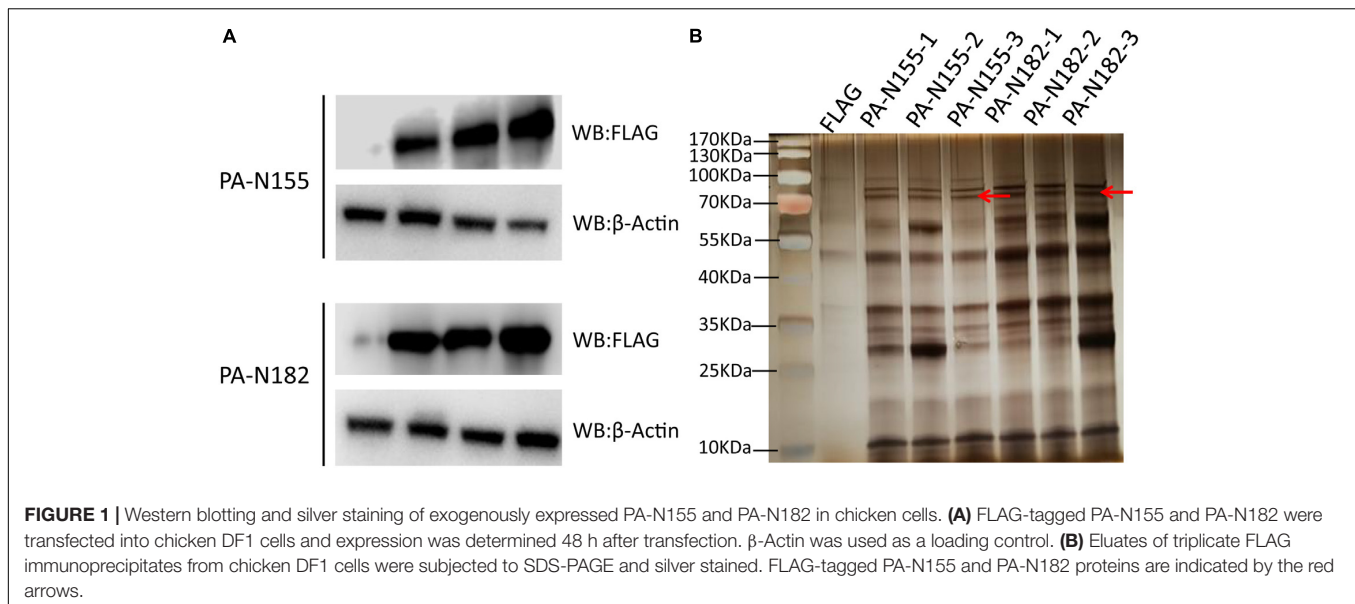 A
PA-N155
WB:FLAG
WB:β-Actin
PA-N182
WB:FLAG
WB:β-Actin
B
FLAG
PA-N155-1
PA-N155-2
PA-N155-3
PA-N182-1
PA-N182-2
PA-N182-3
170KDa
130KDa
100KDa
70KDa
55KDa
40KDa
35KDa
25KDa
10KDa
FIGURE 1 | Western blotting and silver staining of exogenously expressed PA-N155 and PA-N182 in chicken cells. (A) FLAG-tagged PA-N155 and PA-N182 were
transfected into chicken DF1 cells and expression was determined 48 h after transfection. β-Actin was used as a loading control. (B) Eluates of triplicate FLAG
immunoprecipitates from chicken DF1 cells were subjected to SDS-PAGE and silver stained. FLAG-tagged PA-N155 and PA-N182 proteins are indicated by the red
arrows.